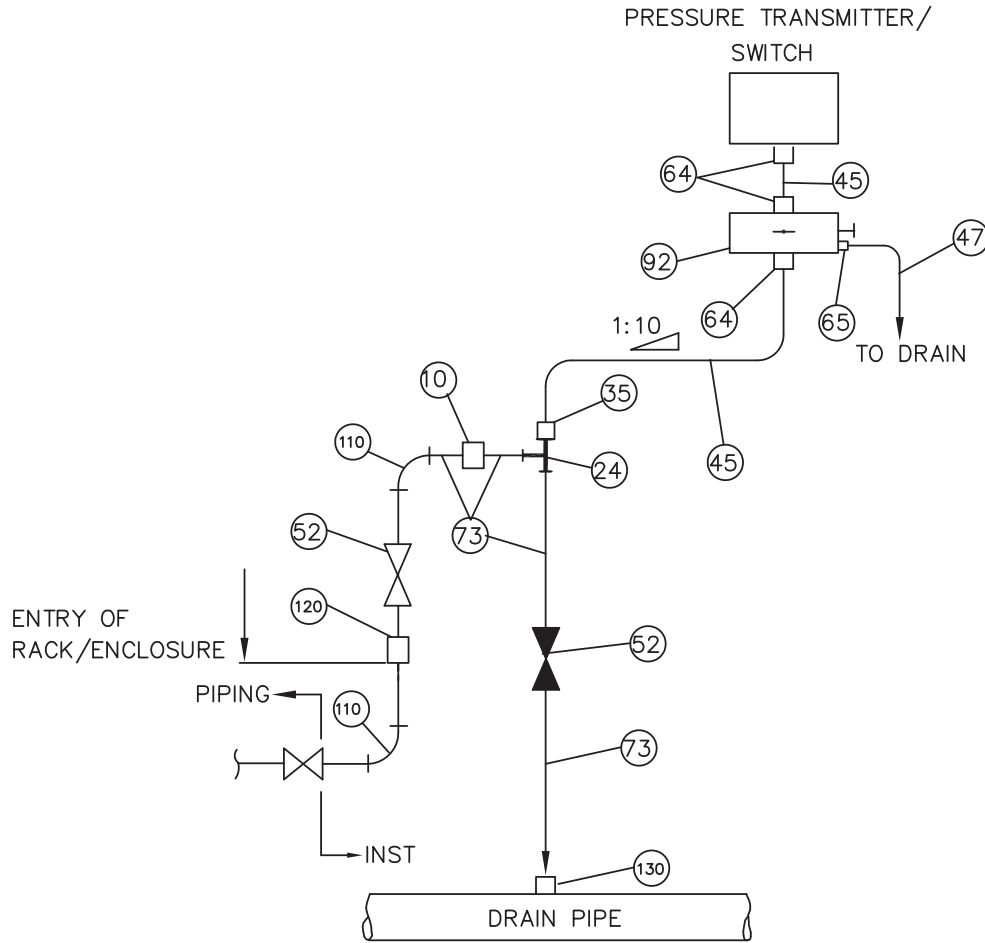 PRESSURE TRANSMITTER/
SWITCH
64
45
92
47
65
64
TO DRAIN
1:10
10
35
110
24
45
52
73
120
ENTRY OF
RACK/ENCLOSURE
52
PIPING
110
73
INST
130
DRAIN PIPE